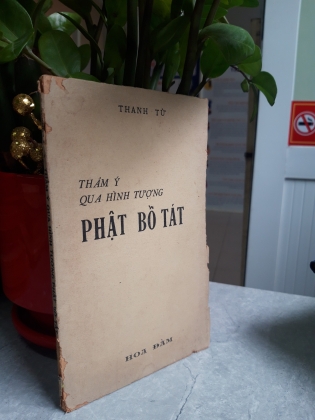 THANH TỪ
THÂM Ý
QUA HÌNH TƯỢNG
PHẬT BỒ TÁT
HOA ĐÀM